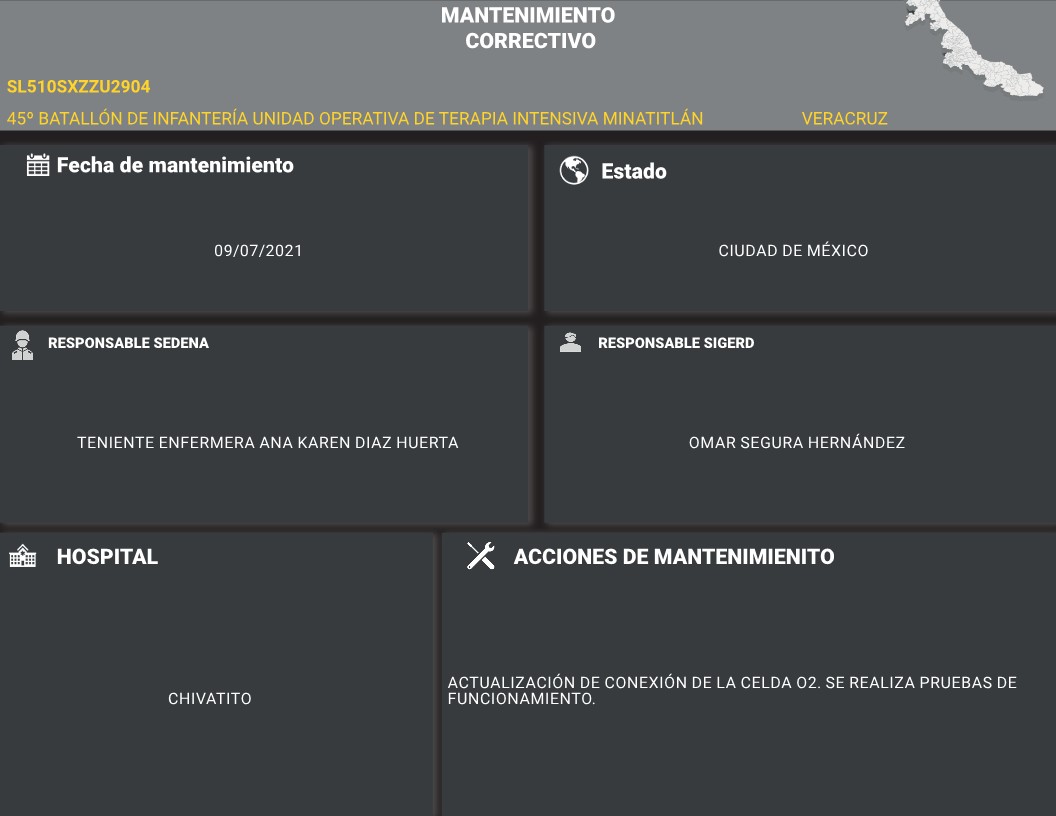 MANTENIMIENTO
CORRECTIVO
SL510SXZZU2904
45º BATALLÓN DE INFANTERÍA UNIDAD OPERATIVA DE TERAPIA INTENSIVA MINATITLÁN VERACRUZ
Fecha de mantenimiento
Estado
09/07/2021
CIUDAD DE MÉXICO
RESPONSABLE SEDENA
RESPONSABLE SIGERD
TENIENTE ENFERMERA ANA KAREN DIAZ HUERTA
OMAR SEGURA HERNÁNDEZ
HOSPITAL
ACCIONES DE MANTENIMIENITO
CHIVATITO
ACTUALIZACIÓN DE CONEXIÓN DE LA CELDA O2. SE REALIZA PRUEBAS DE
FUNCIONAMIENTO.